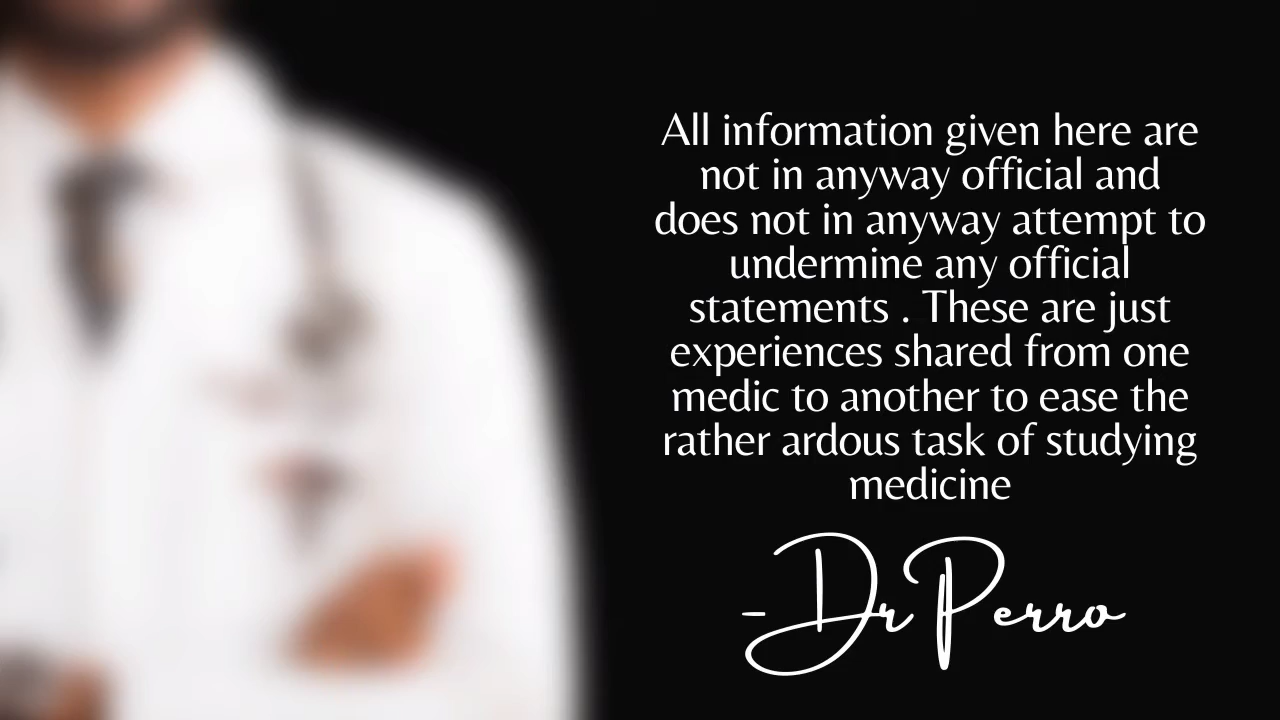 All information given here are
not in anyway official and
does not in anyway attempt to
undermine any official
statements . These are just
experiences shared from one
medic to another to ease the
rather ardous task of studying
medicine
-Dr Perro